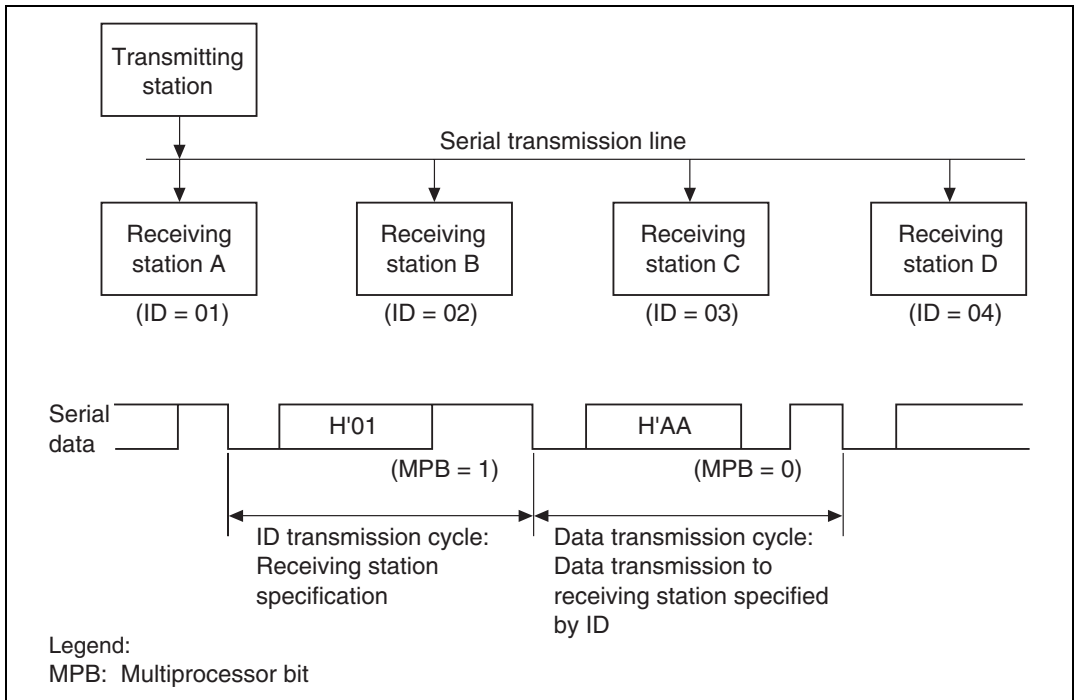 Transmitting
station
Serial transmission line
Receiving
station A
(ID = 01)
Receiving
station B
(ID = 02)
Receiving
station C
(ID = 03)
Receiving
station D
(ID = 04)
Serial
data
H'01
(MPB = 1)
H'AA
(MPB = 0)
ID transmission cycle:
Receiving station
specification
Data transmission cycle:
Data transmission to
receiving station specified
by ID
Legend:
MPB: Multiprocessor bit